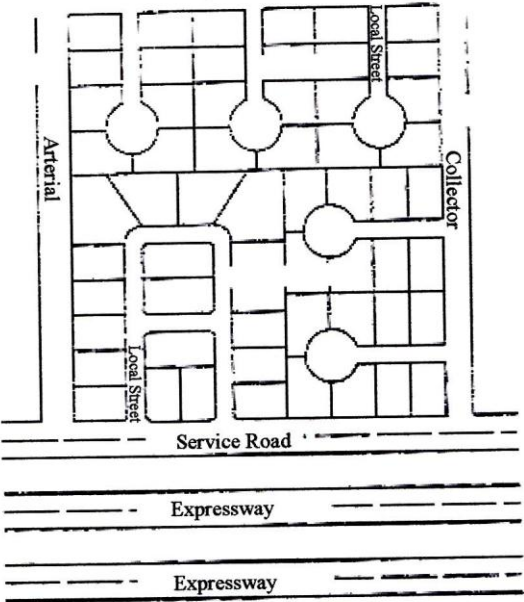 Local Street
Arterial
Collector
Local Street
Service Road
Expressway
Expressway